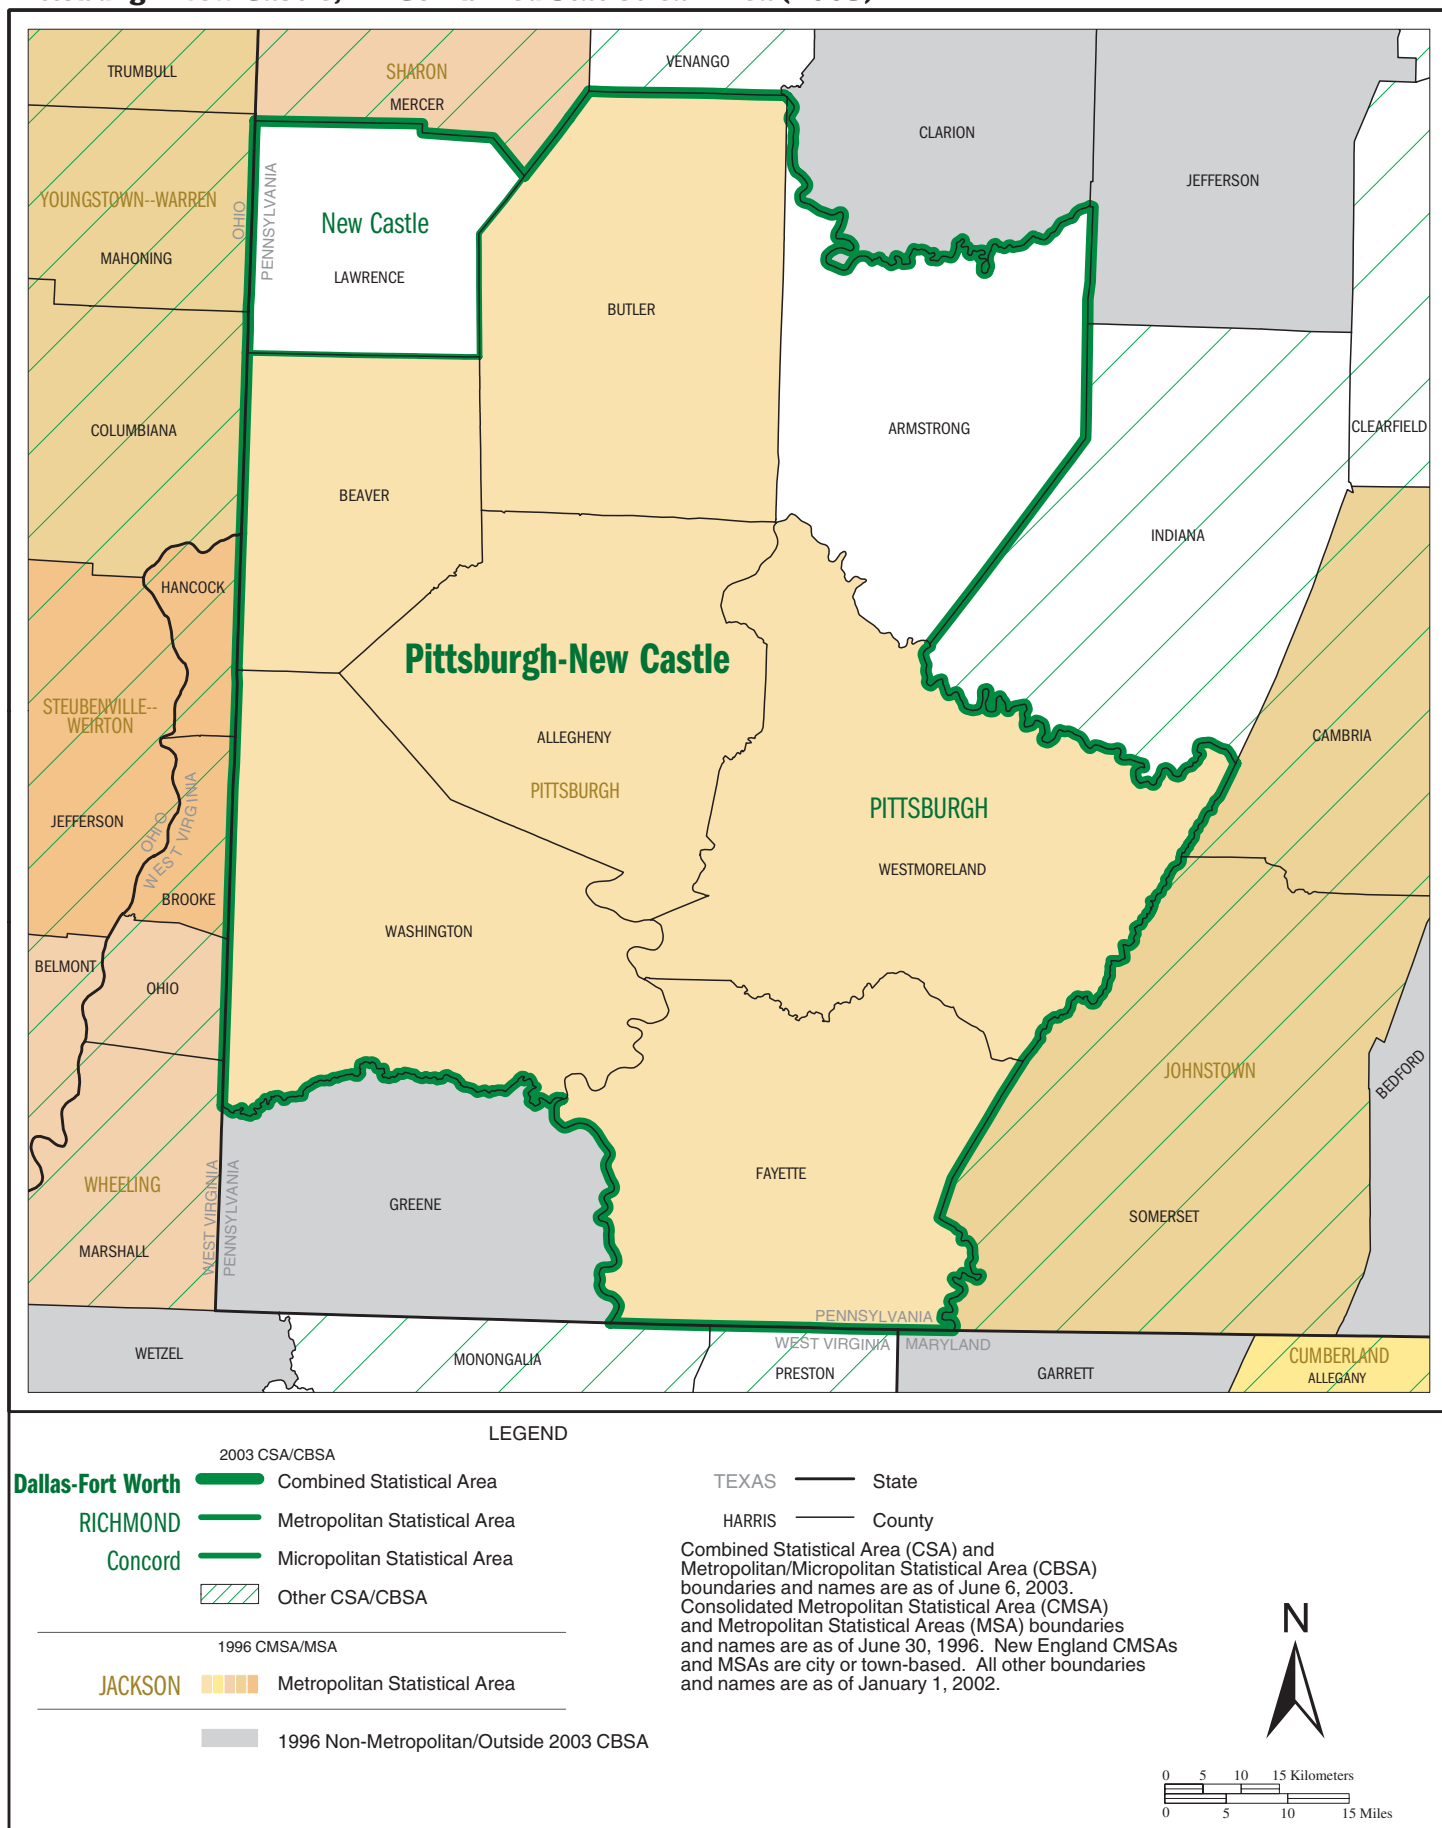 TRUMBULL
SHARON
MERCER
VENANGO
CLARION
JEFFERSON
YOUNGSTOWN--WARREN
MAHONING
OHIO
PENNSYLVANIA
New Castle
LAWRENCE
BUTLER
COLUMBIANA
BEAVER
ARMSTRONG
CLEARFIELD
INDIANA
HANCOCK
Pittsburgh-New Castle
STEUBENVILLE--
WEIRTON
ALLEGHENY
PITTSBURGH
PITTSBURGH
WESTMORELAND
CAMBRIA
JEFFERSON
OHIO
WEST VIRGINIA
BROOKE
WASHINGTON
BELMONT
OHIO
JOHNSTOWN
BEDFORD
WHEELING
MARSHALL
WEST VIRGINIA
PENNSYLVANIA
GREENE
FAYETTE
SOMERSET
PENNSYLVANIA
WEST VIRGINIA
MARYLAND
WETZEL
MONONGALIA
PRESTON
GARRETT
CUMBERLAND
ALLEGANY
LEGEND
2003 CSA/CBSA
Dallas-Fort Worth Combined Statistical Area
RICHMOND Metropolitan Statistical Area
Concord Micropolitan Statistical Area
Other CSA/CBSA
1996 CMSA/MSA
JACKSON Metropolitan Statistical Area
1996 Non-Metropolitan/Outside 2003 CBSA
TEXAS State
HARRIS County
Combined Statistical Area (CSA) and
Metropolitan/Micropolitan Statistical Area (CBSA)
boundaries and names are as of June 6, 2003.
Consolidated Metropolitan Statistical Area (CMSA)
and Metropolitan Statistical Areas (MSA) boundaries
and names are as of June 30, 1996. New England CMSAs
and MSAs are city or town-based. All other boundaries
and names are as of January 1, 2002.
N
0 5 10 15 Kilometers
0 5 10 15 Miles